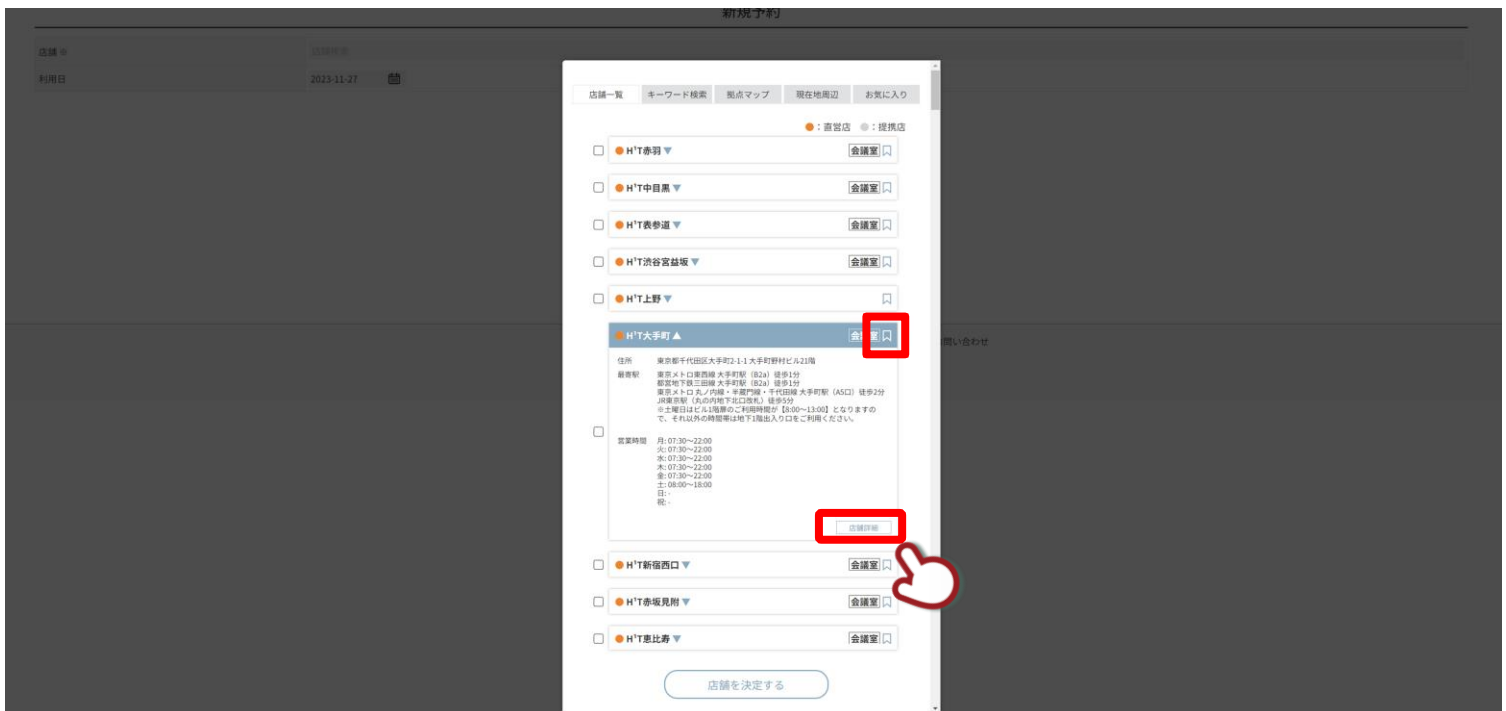 新規予約
店舗 ※
店舗検索
利用日 2023-11-27
店舗一覧 キーワード検索 拠点マップ 現在地周辺 お気に入り
●：直営店 ●：提携店
H¹T赤羽 ▼ 会議室
H¹T中目黒 ▼ 会議室
H¹T表参道 ▼ 会議室
H¹T渋谷宮益坂 ▼ 会議室
H¹T上野 ▼
H¹T大手町 ▲ 会議室
住所 東京都千代田区大手町2-1-1 大手町野村ビル21階
最寄駅 東京メトロ東西線 大手町駅（B2a）徒歩1分
都営地下鉄三田線 大手町駅（B2a）徒歩1分
東京メトロ 丸ノ内線・半蔵門線・千代田線 大手町駅（A5口）徒歩2分
JR東京駅（丸の内地下北口改札）徒歩5分
※土曜日はビル1階扉のご利用時間が【8:00～13:00】となりますの
で、それ以外の時間帯は地下1階出入り口をご利用ください。
営業時間 月: 07:30～22:00
火: 07:30～22:00
水: 07:30～22:00
木: 07:30～22:00
金: 07:30～22:00
土: 08:00～18:00
日: -
祝: -
店舗詳細
H¹T新宿西口 ▼ 会議室
H¹T赤坂見附 ▼ 会議室
H¹T恵比寿 ▼ 会議室
店舗を決定する
問い合わせ